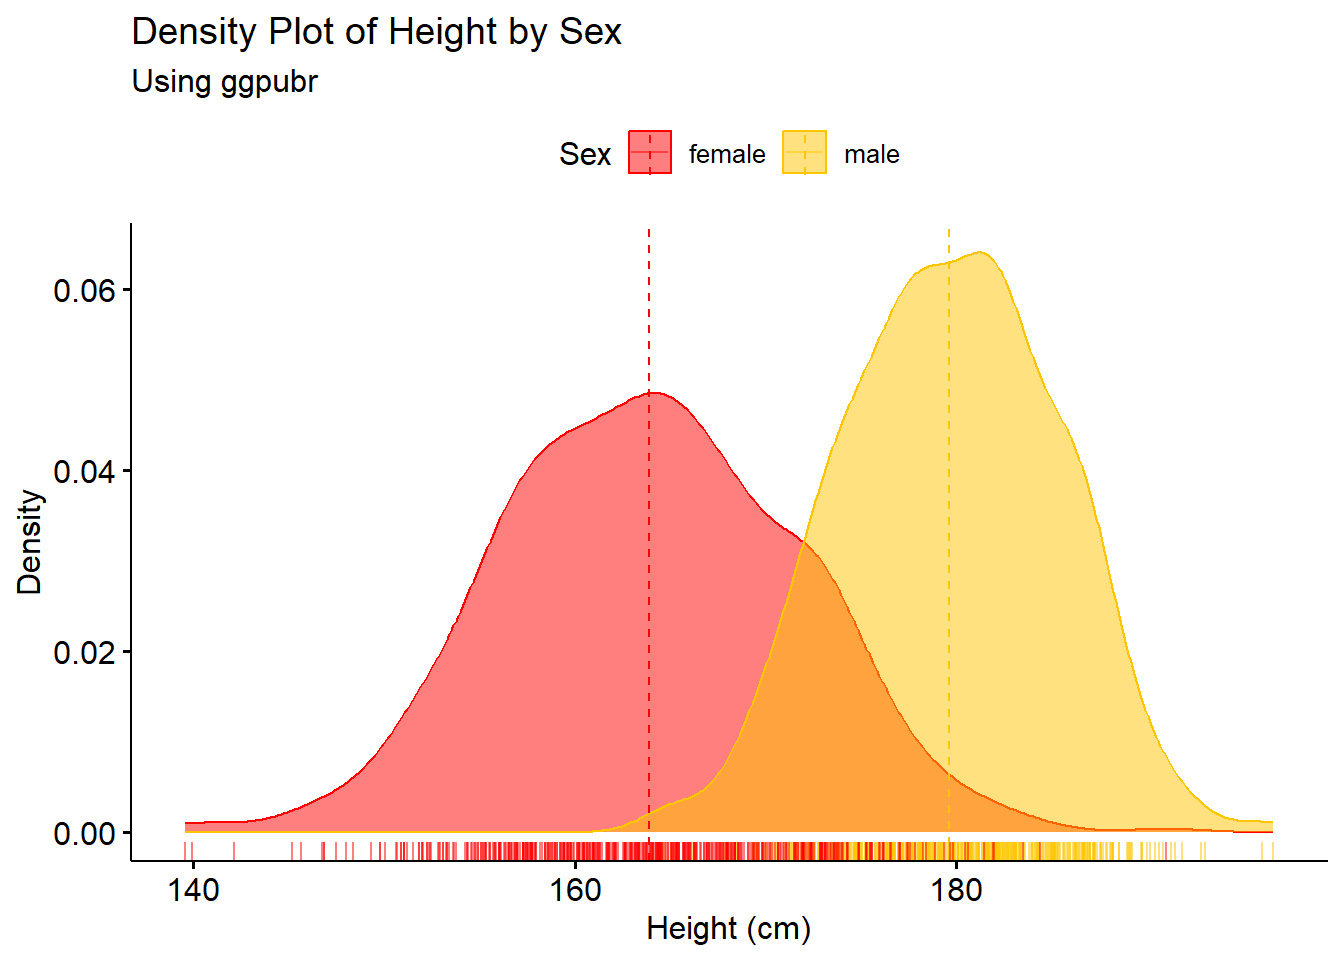 Density Plot of Height by Sex
Using ggpubr
Sex female male
0.06
0.04
0.02
0.00
Density
140 160 180
Height (cm)